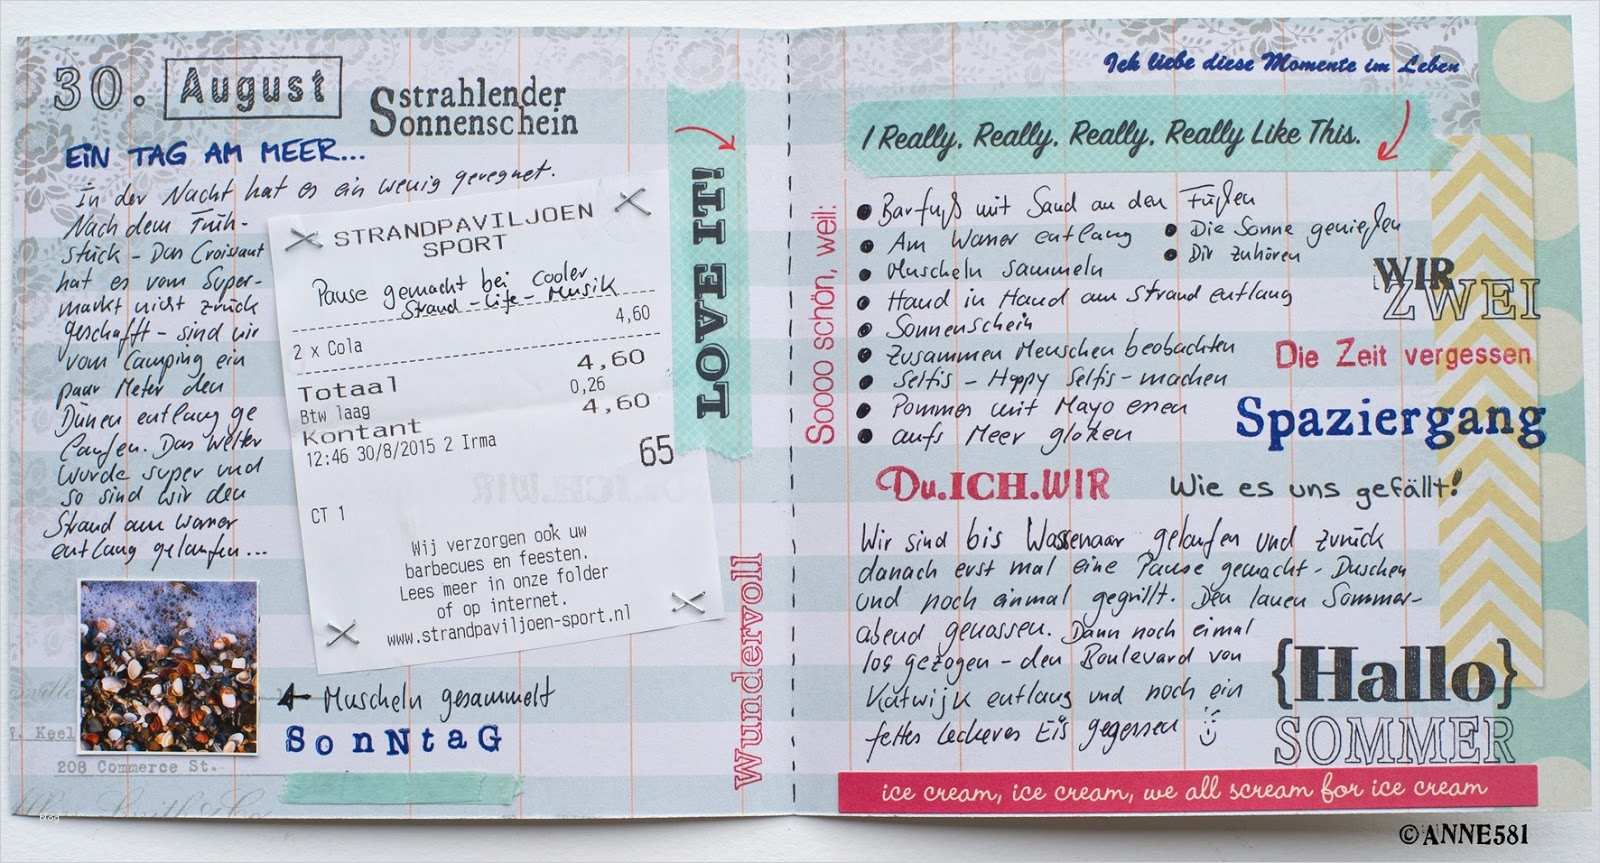 30. August
strahlender
Sonnenschein
EIN TAG AM MEER...
In der Nacht hat es ein wenig geregnet.
Nach dem Früh-
stück - Das Croissant
hat es vom Super-
markt nicht zurück
geschafft - sind wir
vom Camping ein
paar Meter den
Dünen entlang ge
laufen. Das Wetter
wurde super und
so sind wir den
Strand am Wasser
entlang gelaufen...
STRANDPAVILJOEN
SPORT
Pause gemacht bei cooler
Strand-Life-Musik
4,60
2 x Cola
Totaal 4,60
Btw laag 0,26
Kontant 4,60
12:46 30/8/2015 2 Irma
65
CT 1
Wij verzorgen ook uw
barbecues en feesten.
Lees meer in onze folder
of op internet.
www.strandpaviljoen-sport.nl
LOVE IT!
Muscheln gesammelt
SonNtaG
208 Commerce St.
wundervoll
Ich liebe diese Momente im Leben
I Really, Really, Really, Really Like This.
Soooo schön, weil:
Barfuß mit Sand an den Füßen
Am Wasser entlang
Die Sonne genießen
Dir zuhören
Muscheln sammeln
Hand in Hand am Strand entlang
Sonnenschein
Zusammen Menschen beobachten
Selfis - Happy Selfis - machen
Pommes mit Mayo essen
aufs Meer glotzen
WIR
ZWEI
Die Zeit vergessen
Spaziergang
Du.ICH.WIR
Wie es uns gefällt!
Wir sind bis Wassenaar gelaufen und zurück
danach erst mal eine Pause gemacht - Duschen
und noch einmal gegrillt. Den lauen Sommer-
abend genossen. Dann noch eimal
los gezogen - den Boulevard von
Katwijk entlang und noch ein
fettes leckeres Eis gegessen
{Hallo}
SOMMER
ice cream, ice cream, we all scream for ice cream
©ANNE581